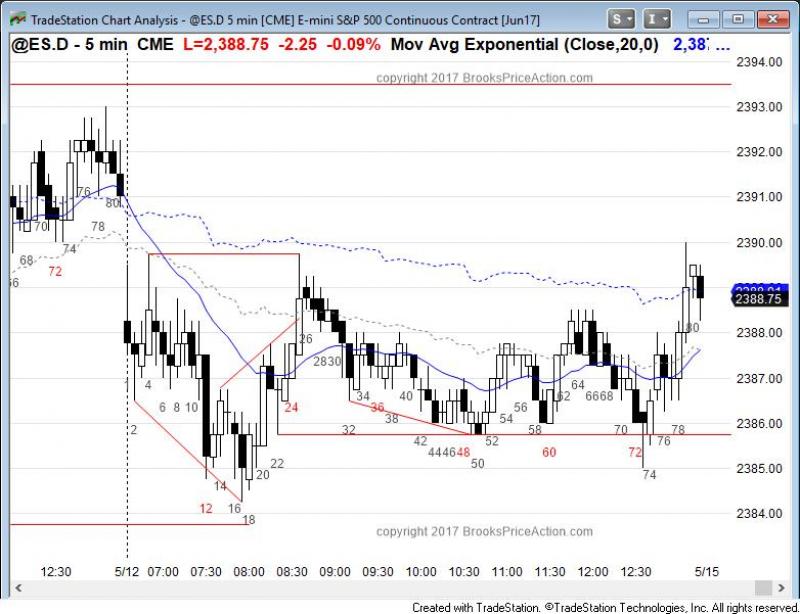 TradeStation Chart Analysis - @ES.D 5 min [CME] E-mini S&P 500 Continuous Contract [Jun17]
S I
@ES.D - 5 min CME L=2,388.75 -2.25 -0.09% Mov Avg Exponential (Close,20,0) 2,387 ...
2394.00
copyright 2017 BrooksPriceAction.com
2393.00
2392.00
2391.00
2390.00
2388.75
2388.00
2387.00
2386.00
2385.00
2384.00
66 68 70 72 74 76 78 80
2 4 6 8 10 12 14 16 18 20 22 24 26 28 30 32 34 36 38 40 42 44 46 48 50 52 54 56 58 60 62 64 66 68 70 72 74 76 78 80
copyright 2017 BrooksPriceAction.com
12:30 5/12 07:00 07:30 08:00 08:30 09:00 09:30 10:00 10:30 11:00 11:30 12:00 12:30 5/15
Created with TradeStation. ©TradeStation Technologies, Inc. All rights reserved.